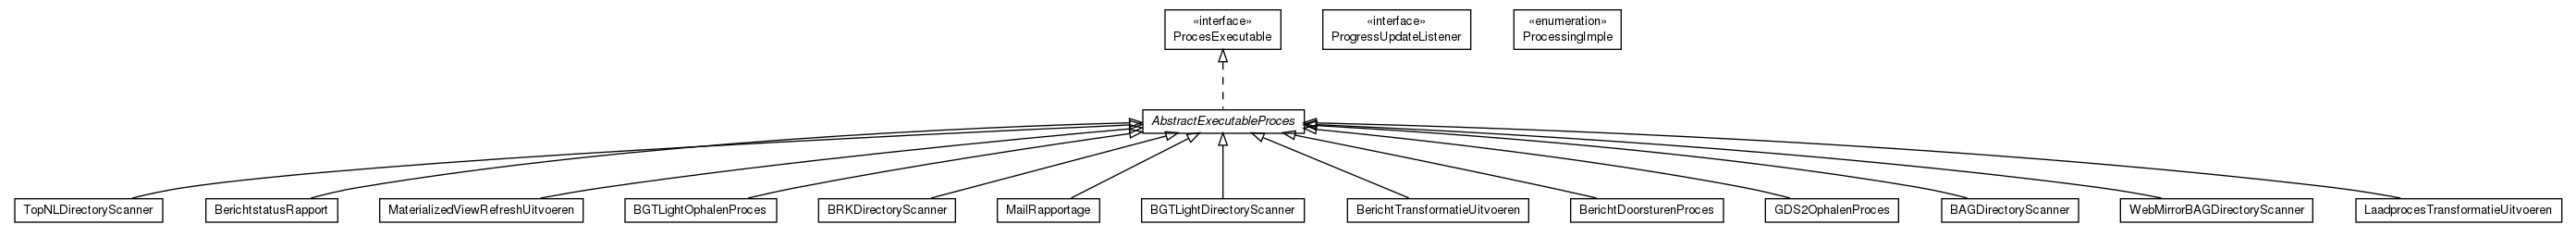 «interface»
ProcesExecutable
«interface»
ProgressUpdateListener
«enumeration»
ProcessingImple
AbstractExecutableProces
TopNLDirectoryScanner
BerichtstatusRapport
MaterializedViewRefreshUitvoeren
BGTLightOphalenProces
BRKDirectoryScanner
MailRapportage
BGTLightDirectoryScanner
BerichtTransformatieUitvoeren
BerichtDoorsturenProces
GDS2OphalenProces
BAGDirectoryScanner
WebMirrorBAGDirectoryScanner
LaadprocesTransformatieUitvoeren